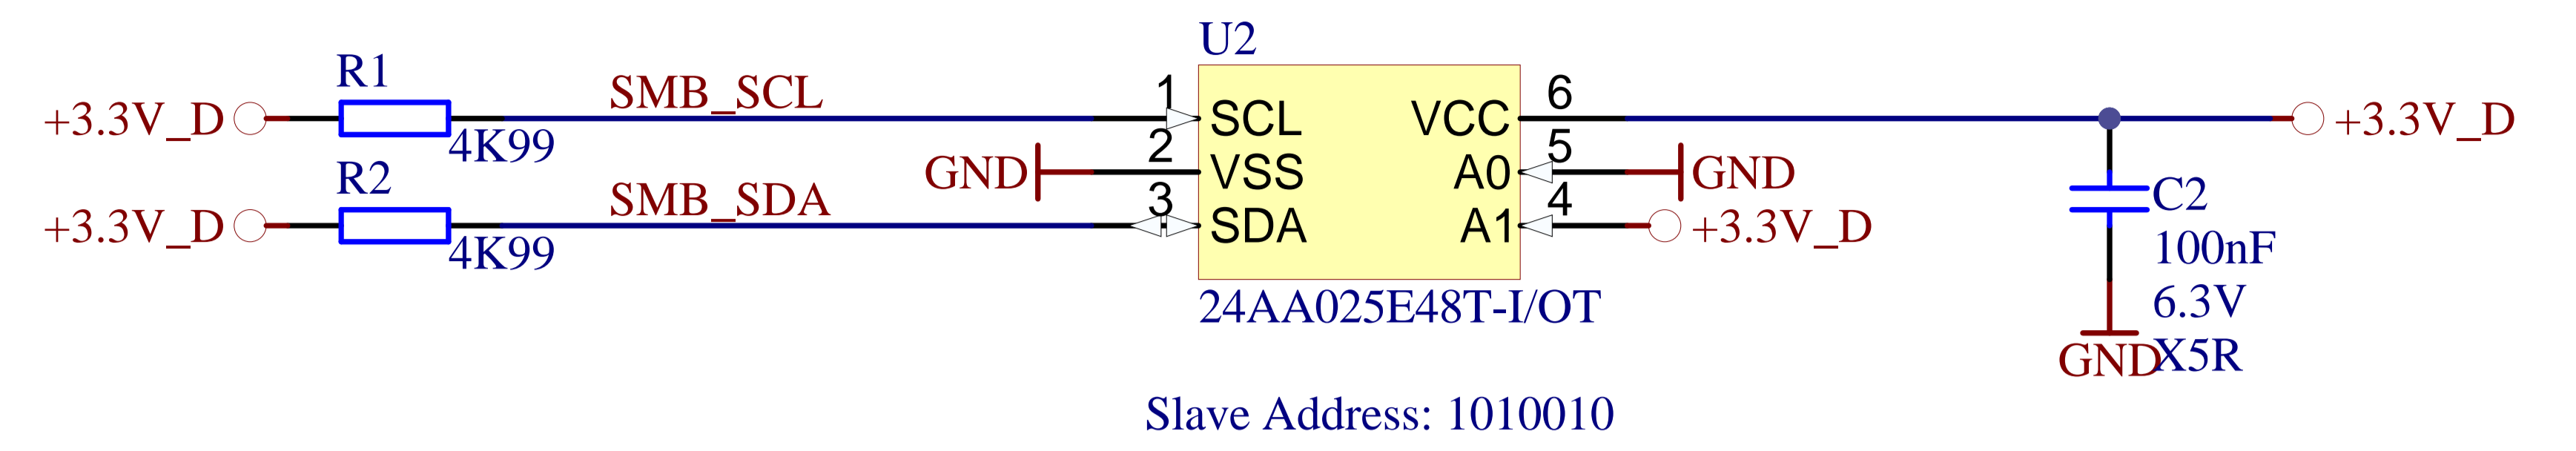 U2
R1
+3.3V_D
4K99
SMB_SCL
1
SCL
VCC
6
+3.3V_D
GND
2
VSS
A0
5
GND
R2
+3.3V_D
4K99
SMB_SDA
3
SDA
A1
4
+3.3V_D
C2
100nF
6.3V
X5R
GND
24AA025E48T-I/OT
Slave Address: 1010010